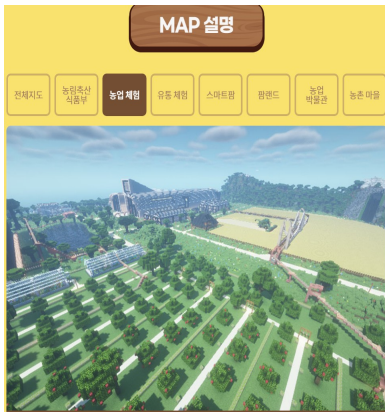 MAP 설명
전체지도
농림축산
식품부
농업 체험
유통 체험
스마트팜
팜랜드
농업
박물관
농촌 마을